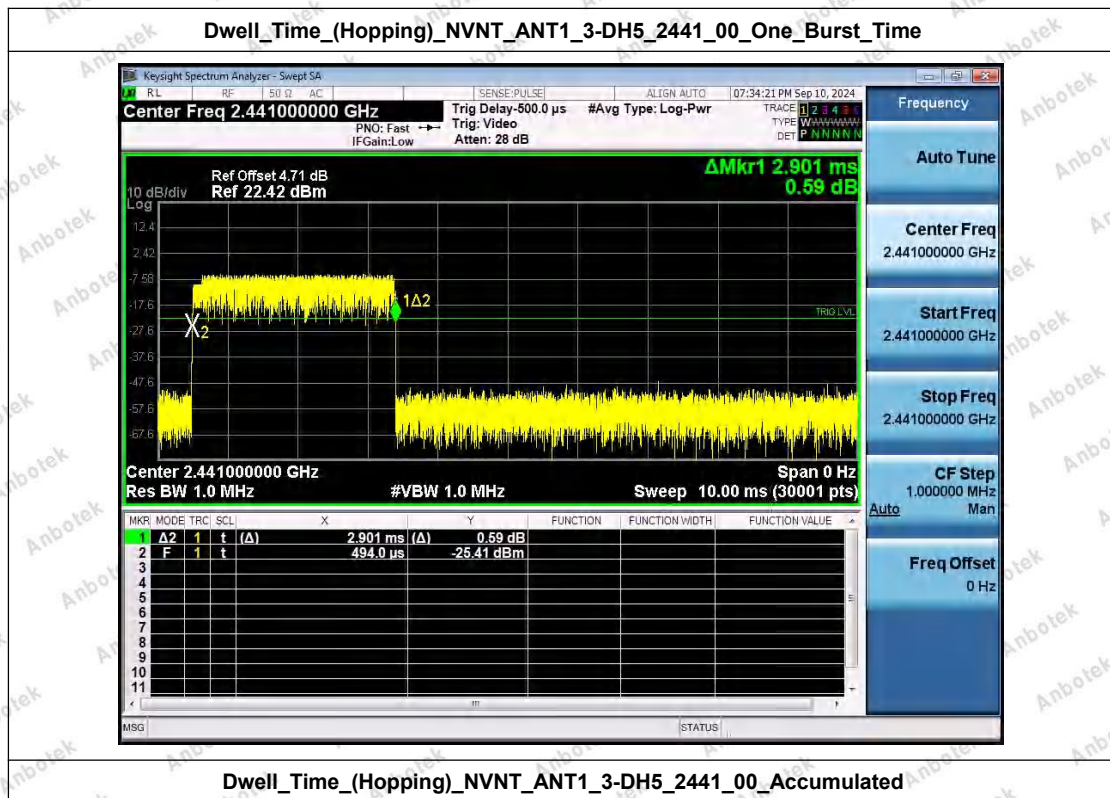 Dwell_Time_(Hopping)_NVNT_ANT1_3-DH5_2441_00_One_Burst_Time
Keysight Spectrum Analyzer - Swept SA
RL RF 50 Ω AC SENSE:PULSE ALIGN AUTO 07:34:21 PM Sep 10, 2024
Center Freq 2.441000000 GHz Trig Delay-500.0 µs #Avg Type: Log-Pwr TRACE 1 2 3 4 5 6
PNO: Fast Trig: Video TYPE WWWWWW
IFGain:Low Atten: 28 dB DET P N N N N N
Frequency
Auto Tune
Center Freq
2.441000000 GHz
Start Freq
2.441000000 GHz
Stop Freq
2.441000000 GHz
CF Step
1.000000 MHz
Auto Man
Freq Offset
0 Hz
ΔMkr1 2.901 ms
0.59 dB
Ref Offset 4.71 dB
10 dB/div Ref 22.42 dBm
Log
12.4
2.42
-7.58
-17.6
-27.6
-37.6
-47.6
-57.6
-67.6
1Δ2
X2
TRIG LVL
Center 2.441000000 GHz Span 0 Hz
Res BW 1.0 MHz #VBW 1.0 MHz Sweep 10.00 ms (30001 pts)
MKR MODE TRC SCL X Y FUNCTION FUNCTION WIDTH FUNCTION VALUE
1 Δ2 1 t (Δ) 2.901 ms (Δ) 0.59 dB
2 F 1 t 494.0 µs -25.41 dBm
3
4
5
6
7
8
9
10
11
MSG STATUS
Dwell_Time_(Hopping)_NVNT_ANT1_3-DH5_2441_00_Accumulated
Anbotek